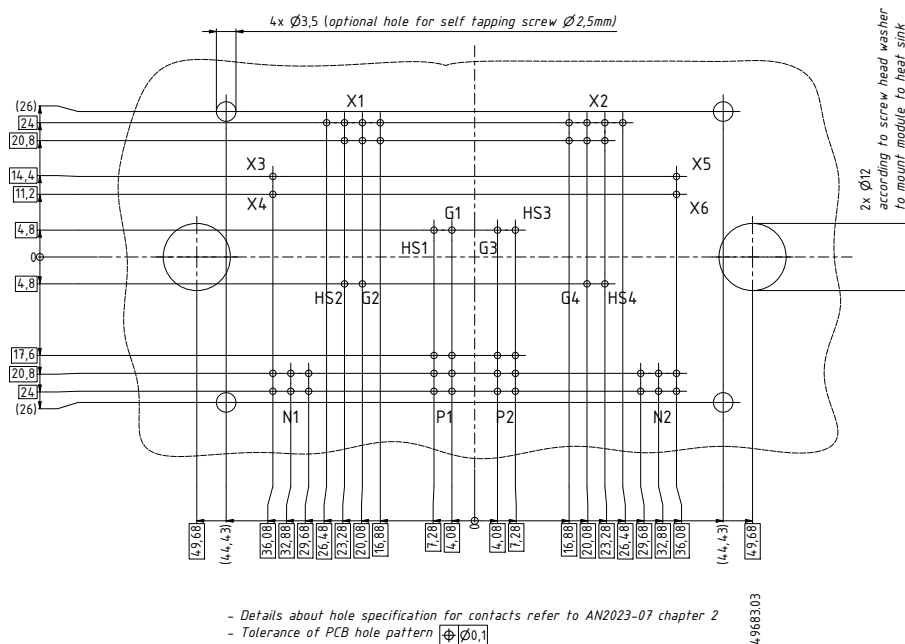 4x Ø3,5 (optional hole for self tapping screw Ø2,5mm)
2x Ø12
according to screw head washer
to mount module to heat sink
(26)
24
20,8
14,4
11,2
4,8
0
4,8
17,6
20,8
24
(26)
X1
X2
X3
X5
X4
X6
G1
HS3
HS1
G3
HS2
G2
G4
HS4
N1
P1
P2
N2
49,68
(44,43)
36,08
32,88
29,68
26,48
23,28
20,08
16,88
7,28
4,08
0
4,08
7,28
16,88
20,08
23,28
26,48
29,68
32,88
36,08
(44,43)
49,68
- Details about hole specification for contacts refer to AN2023-07 chapter 2
- Tolerance of PCB hole pattern ⌖ Ø0,1
49683.03